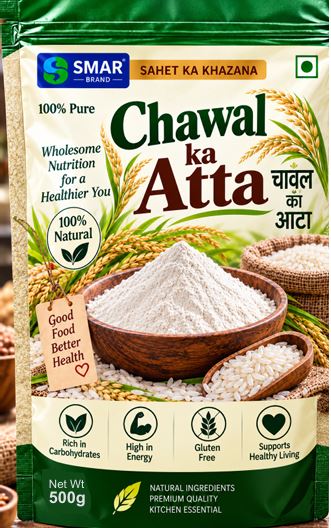 SMAR
BRAND
SAHET KA KHAZANA
100% Pure
Chawal
ka
Atta
चावल
का
आटा
Wholesome
Nutrition
for a
Healthier You
100%
Natural
Good
Food
Better
Health
Rich in
Carbohydrates
High in
Energy
Gluten
Free
Supports
Healthy Living
Net Wt
500g
NATURAL INGREDIENTS
PREMIUM QUALITY
KITCHEN ESSENTIAL